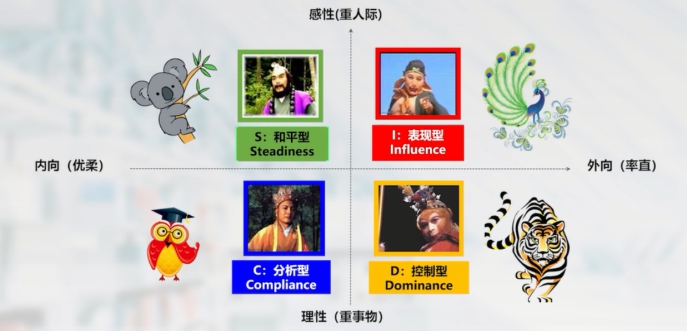 感性(重人际)
S：和平型
Steadiness
I：表现型
Influence
内向（优柔）
外向（率直）
C：分析型
Compliance
D：控制型
Dominance
理性（重事物）